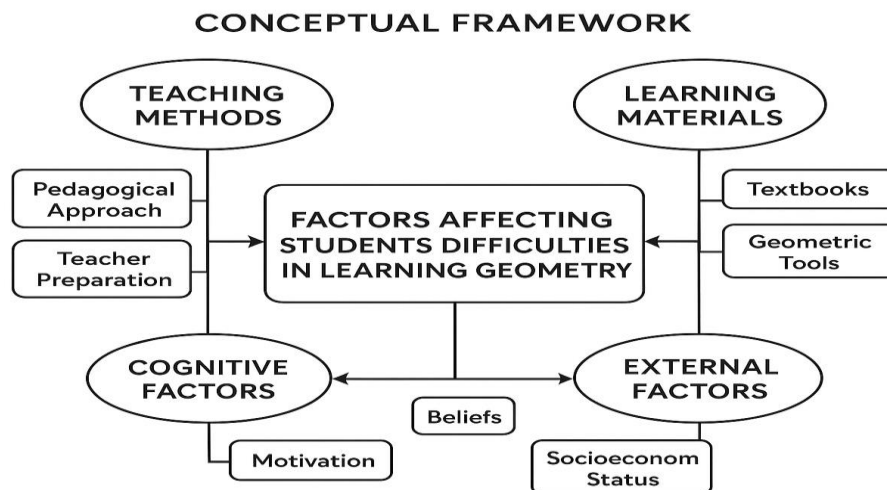 CONCEPTUAL FRAMEWORK
TEACHING
METHODS
LEARNING
MATERIALS
Pedagogical
Approach
Teacher
Preparation
FACTORS AFFECTING
STUDENTS DIFFICULTIES
IN LEARNING GEOMETRY
Textbooks
Geometric
Tools
COGNITIVE
FACTORS
EXTERNAL
FACTORS
Beliefs
Motivation
Socioeconom
Status